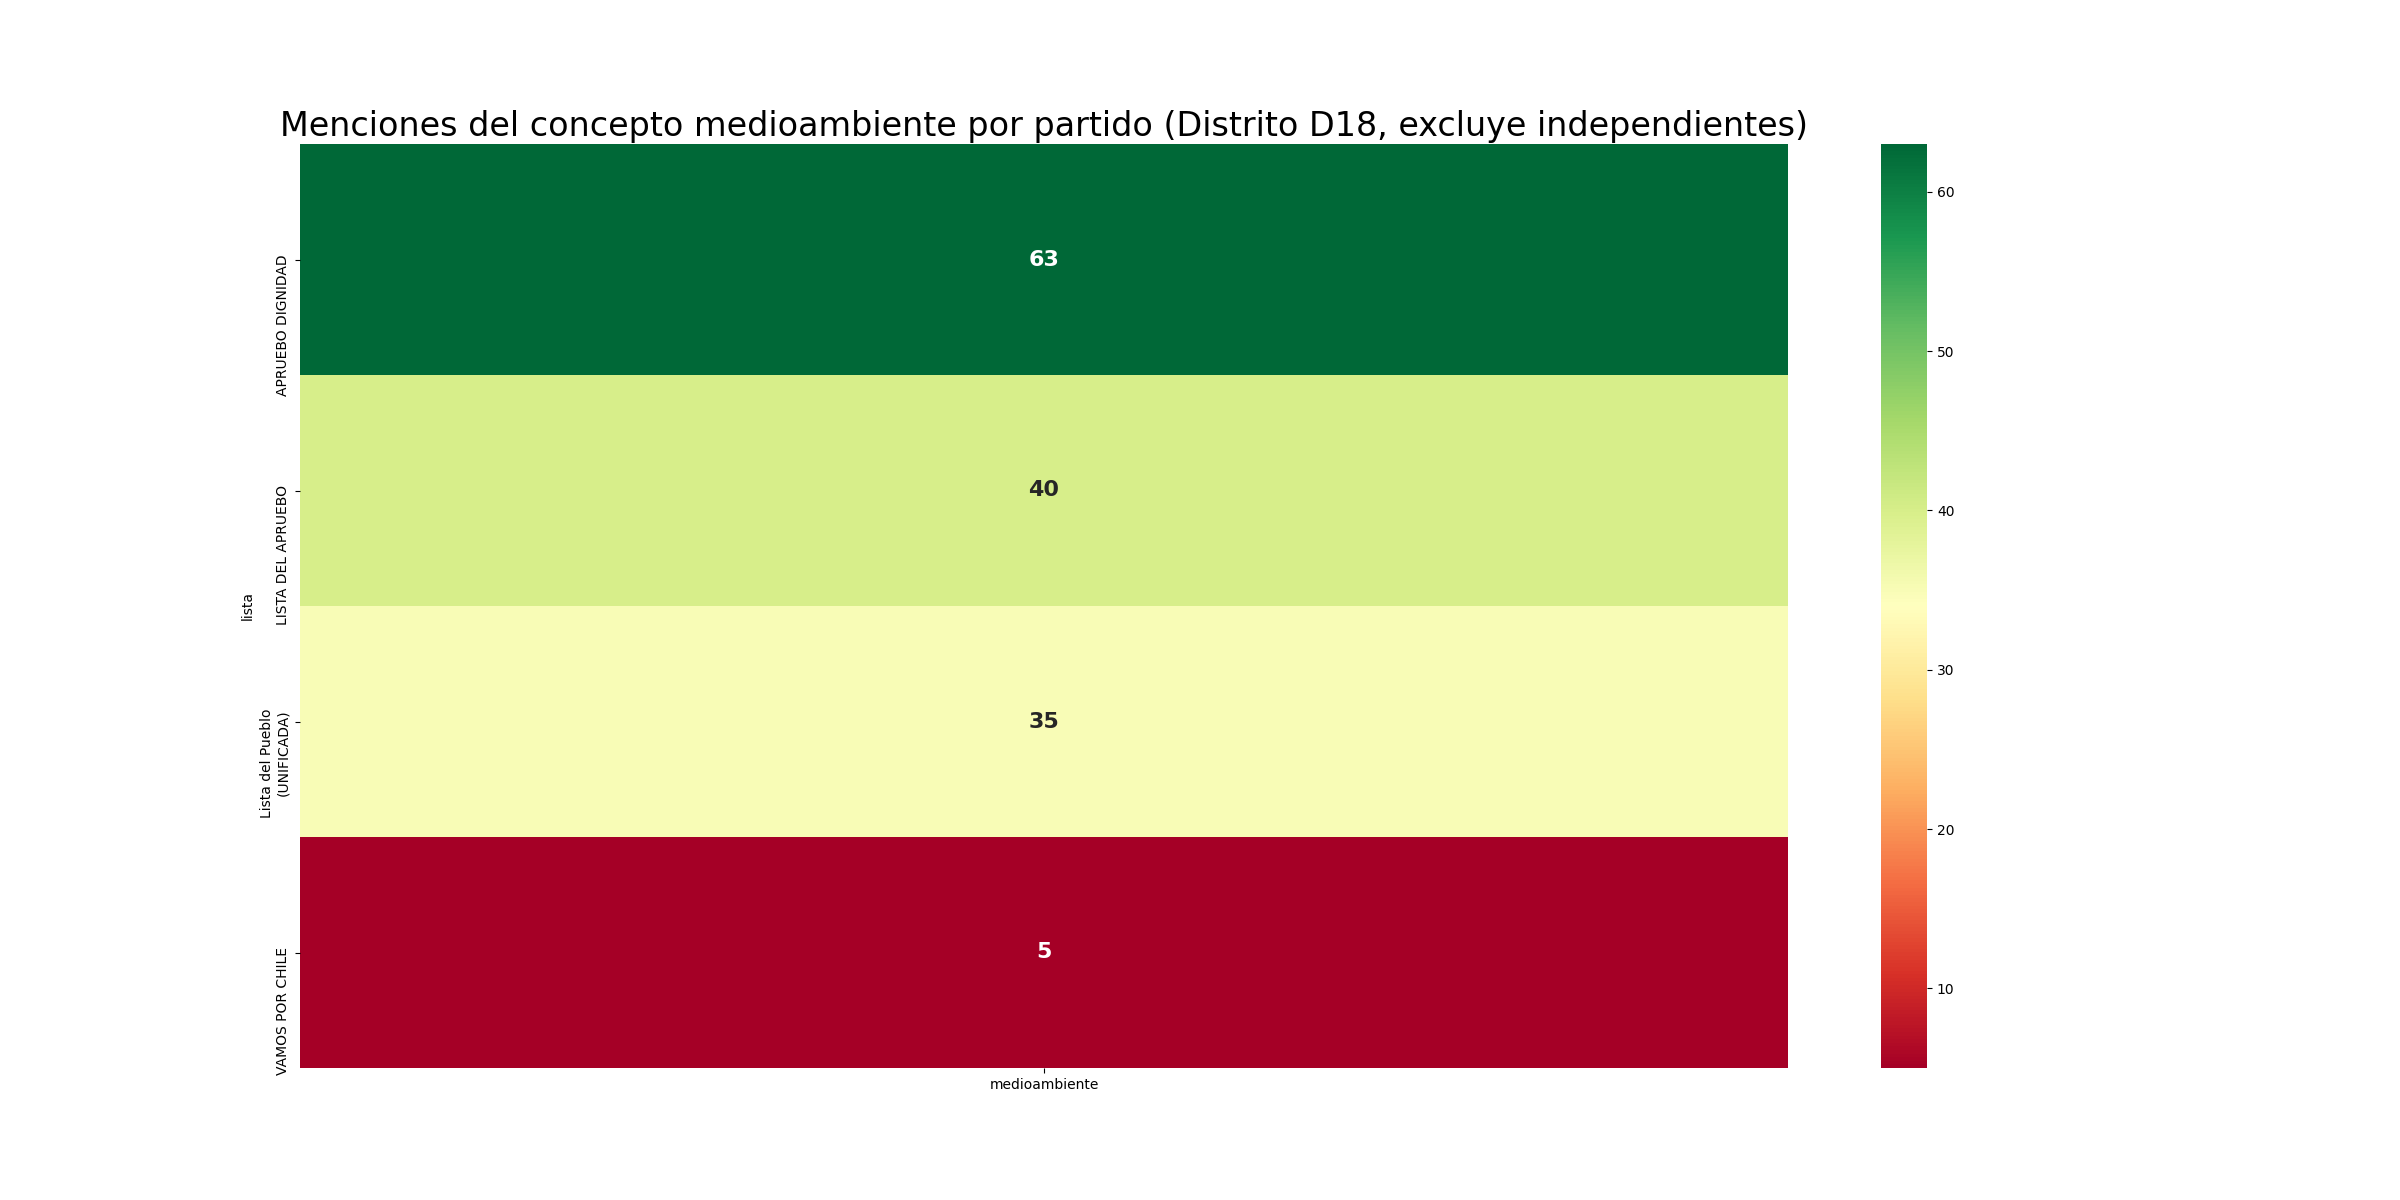 Menciones del concepto medioambiente por partido (Distrito D18, excluye independientes)
lista
APRUEBO DIGNIDAD
63
LISTA DEL APRUEBO
40
Lista del Pueblo
(UNIFICADA)
35
VAMOS POR CHILE
5
medioambiente
60
50
40
30
20
10